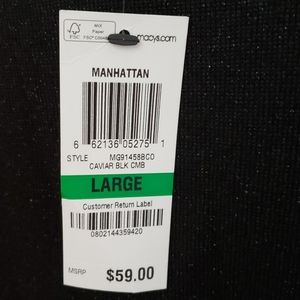 MIX
Paper
FSC
macys.com
MANHATTAN
6 62136 05275 1
STYLE MG91458BCO
CAVIAR BLK CMB
LARGE
Customer Return Label
0802144359420
MSRP $59.00